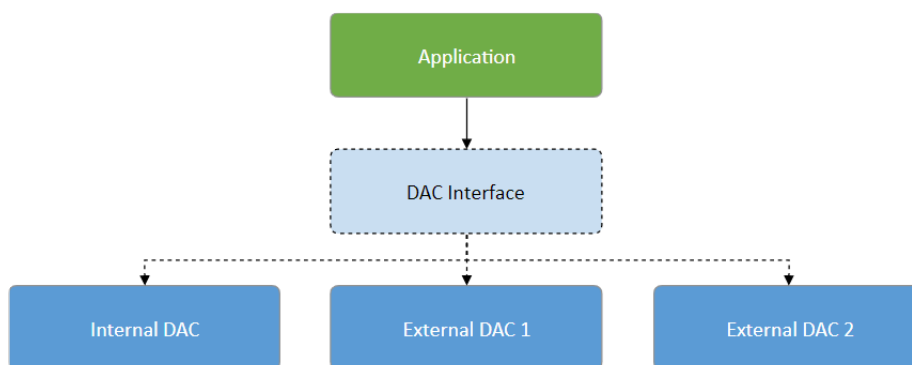 Application
DAC Interface
Internal DAC
External DAC 1
External DAC 2